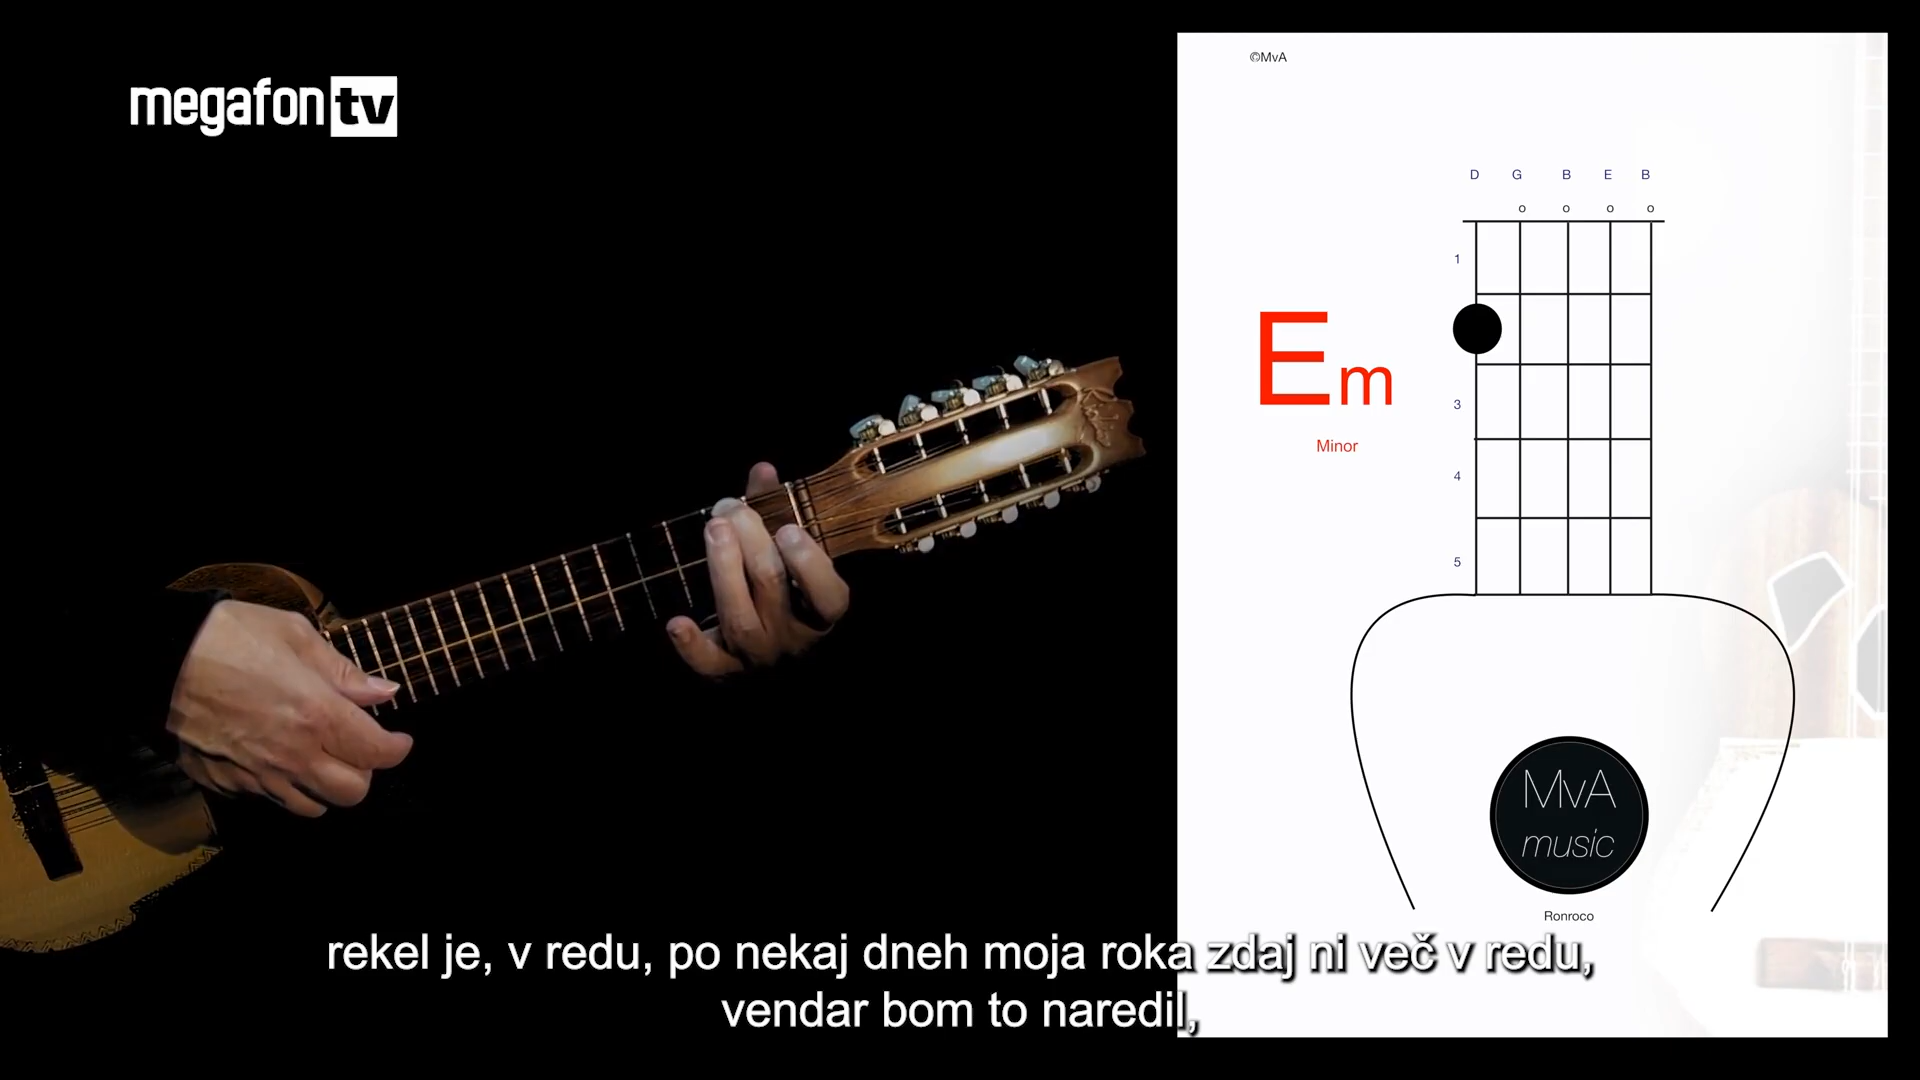 megafon tv
©MvA
D G B E B
o o o o
1
Em
3
Minor
4
5
MvA
music
Ronroco
rekel je, v redu, po nekaj dneh moja roka zdaj ni več v redu,
vendar bom to naredil,